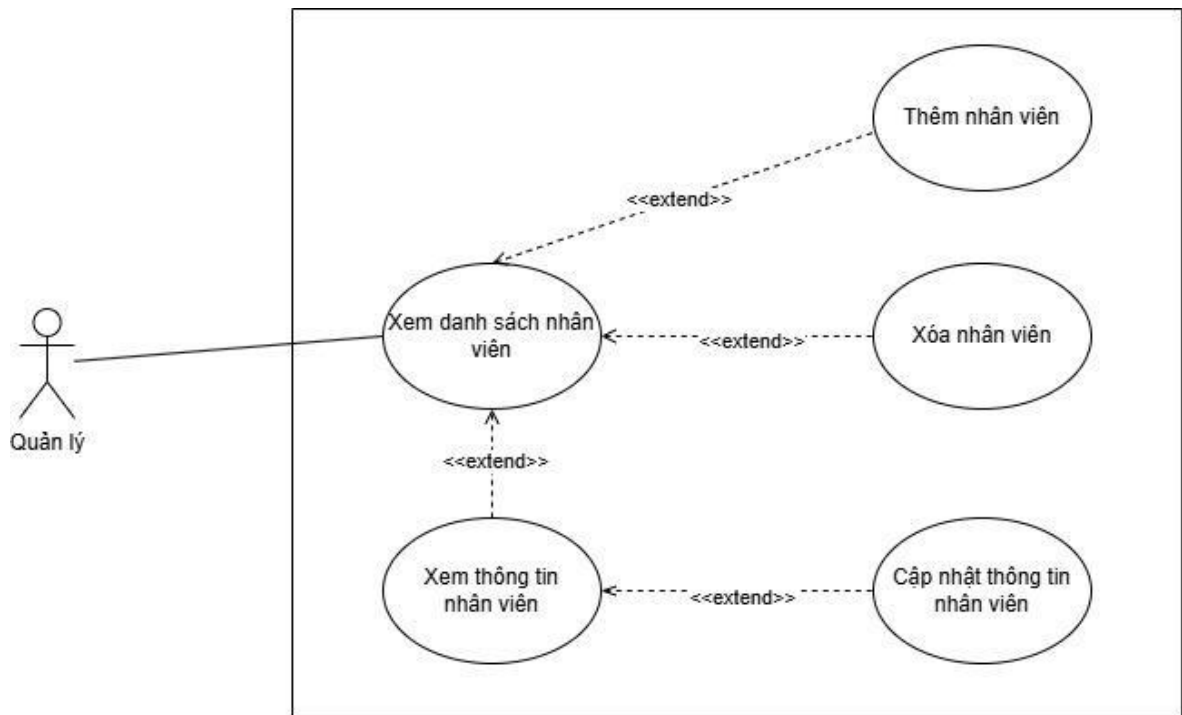 Thêm nhân viên
<<extend>>
Xem danh sách nhân
viên
<<extend>>
Xóa nhân viên
Quản lý
<<extend>>
Xem thông tin
nhân viên
<<extend>>
Cập nhật thông tin
nhân viên